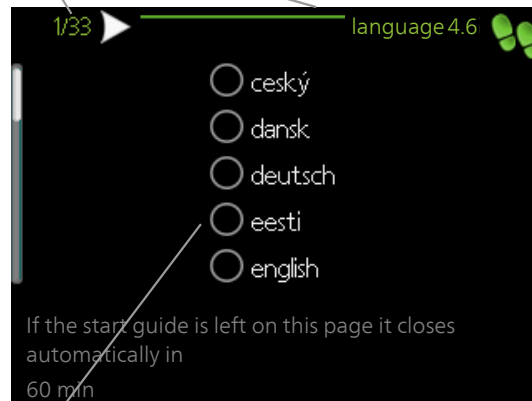 1/33
language 4.6
ceský
dansk
deutsch
eesti
english
If the start guide is left on this page it closes
automatically in
60 min